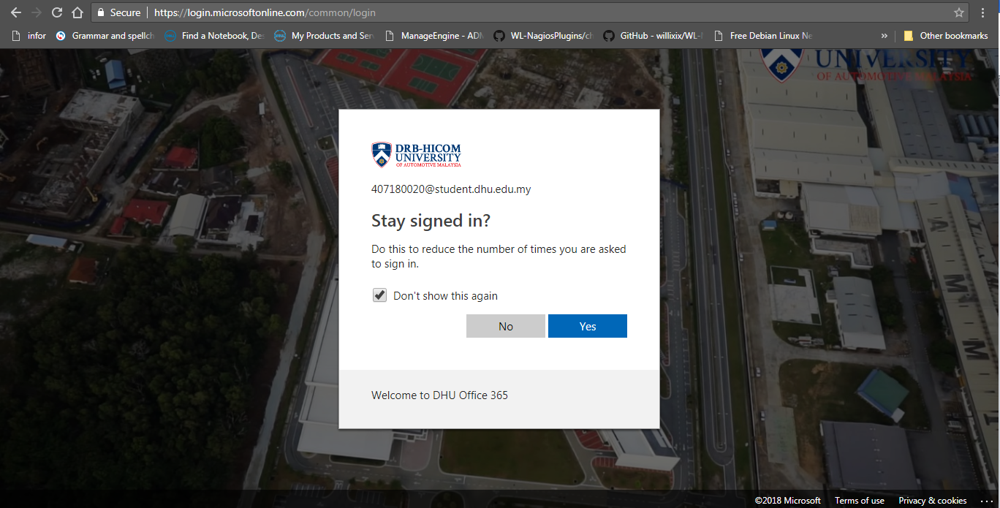 Secure https://login.microsoftonline.com/common/login
infor Grammar and spellch Find a Notebook, Des My Products and Serv ManageEngine - ADM WL-NagiosPlugins/ch GitHub - willixix/WL-N Free Debian Linux Ne » Other bookmarks
UNIVERSITY
OF AUTOMOTIVE MALAYSIA
DRB-HICOM
UNIVERSITY
OF AUTOMOTIVE MALAYSIA
407180020@student.dhu.edu.my
Stay signed in?
Do this to reduce the number of times you are asked
to sign in.
Don't show this again
No Yes
Welcome to DHU Office 365
©2018 Microsoft Terms of use Privacy & cookies ...